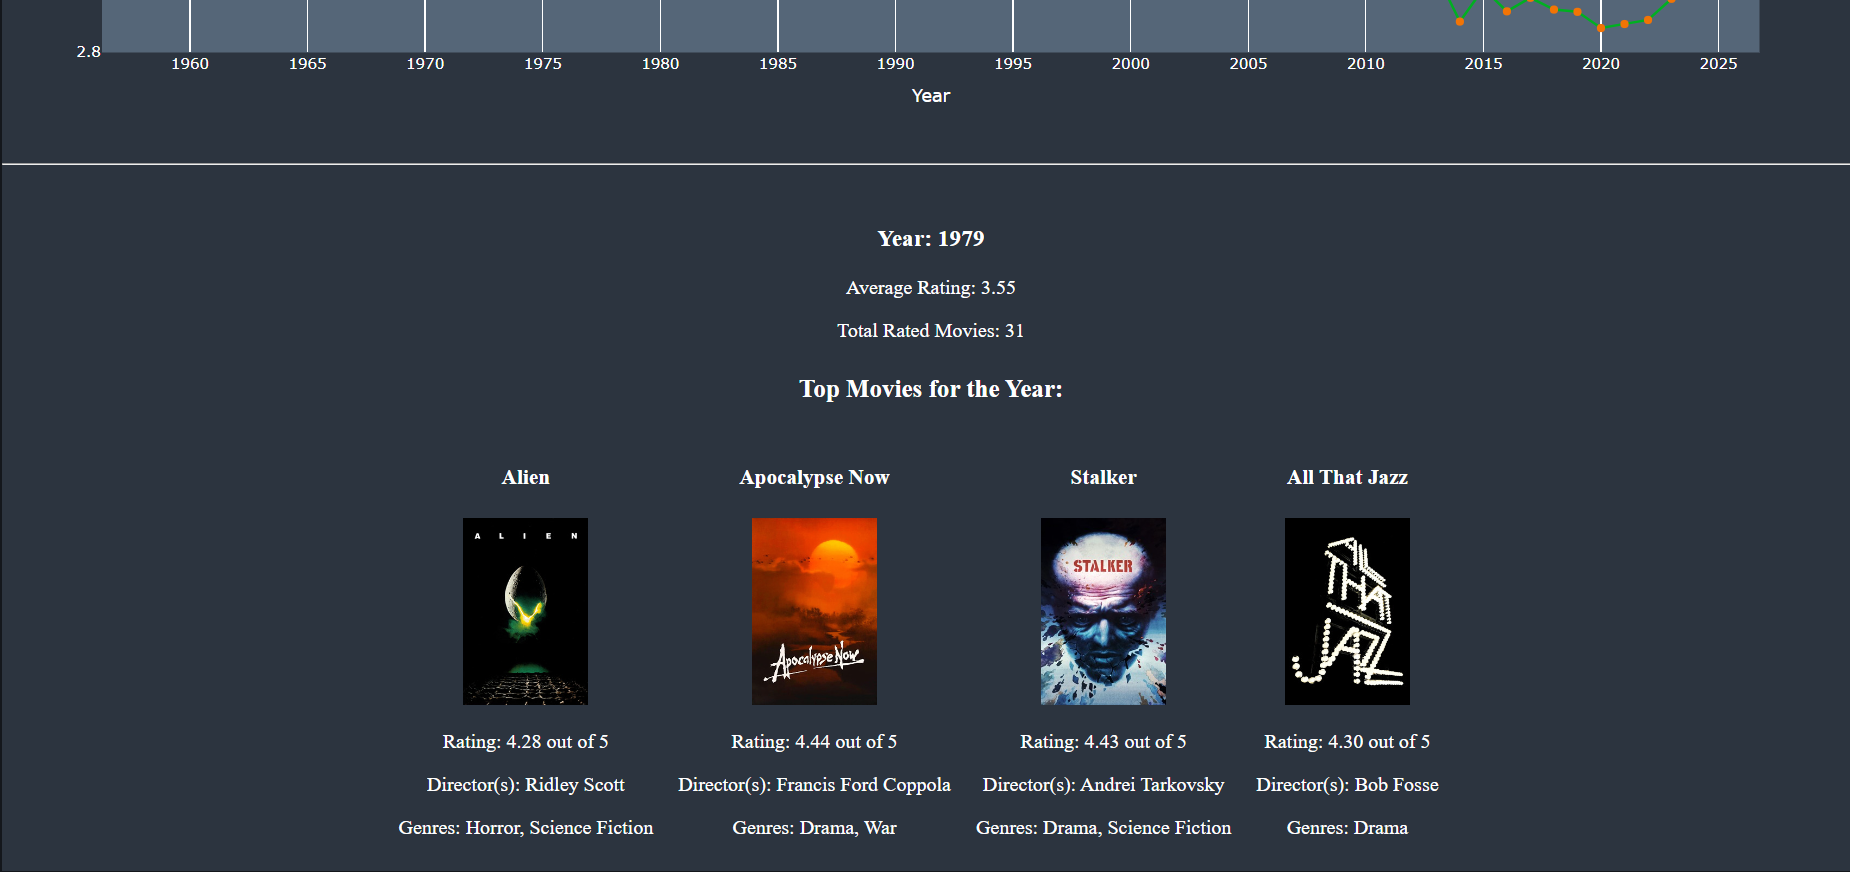 2.8
1960 1965 1970 1975 1980 1985 1990 1995 2000 2005 2010 2015 2020 2025
Year
Year: 1979
Average Rating: 3.55
Total Rated Movies: 31
Top Movies for the Year:
Alien Apocalypse Now Stalker All That Jazz
ALIEN
STALKER
ALL
THAT
JAZZ
Apocalypse Now
Rating: 4.28 out of 5 Rating: 4.44 out of 5 Rating: 4.43 out of 5 Rating: 4.30 out of 5
Director(s): Ridley Scott Director(s): Francis Ford Coppola Director(s): Andrei Tarkovsky Director(s): Bob Fosse
Genres: Horror, Science Fiction Genres: Drama, War Genres: Drama, Science Fiction Genres: Drama